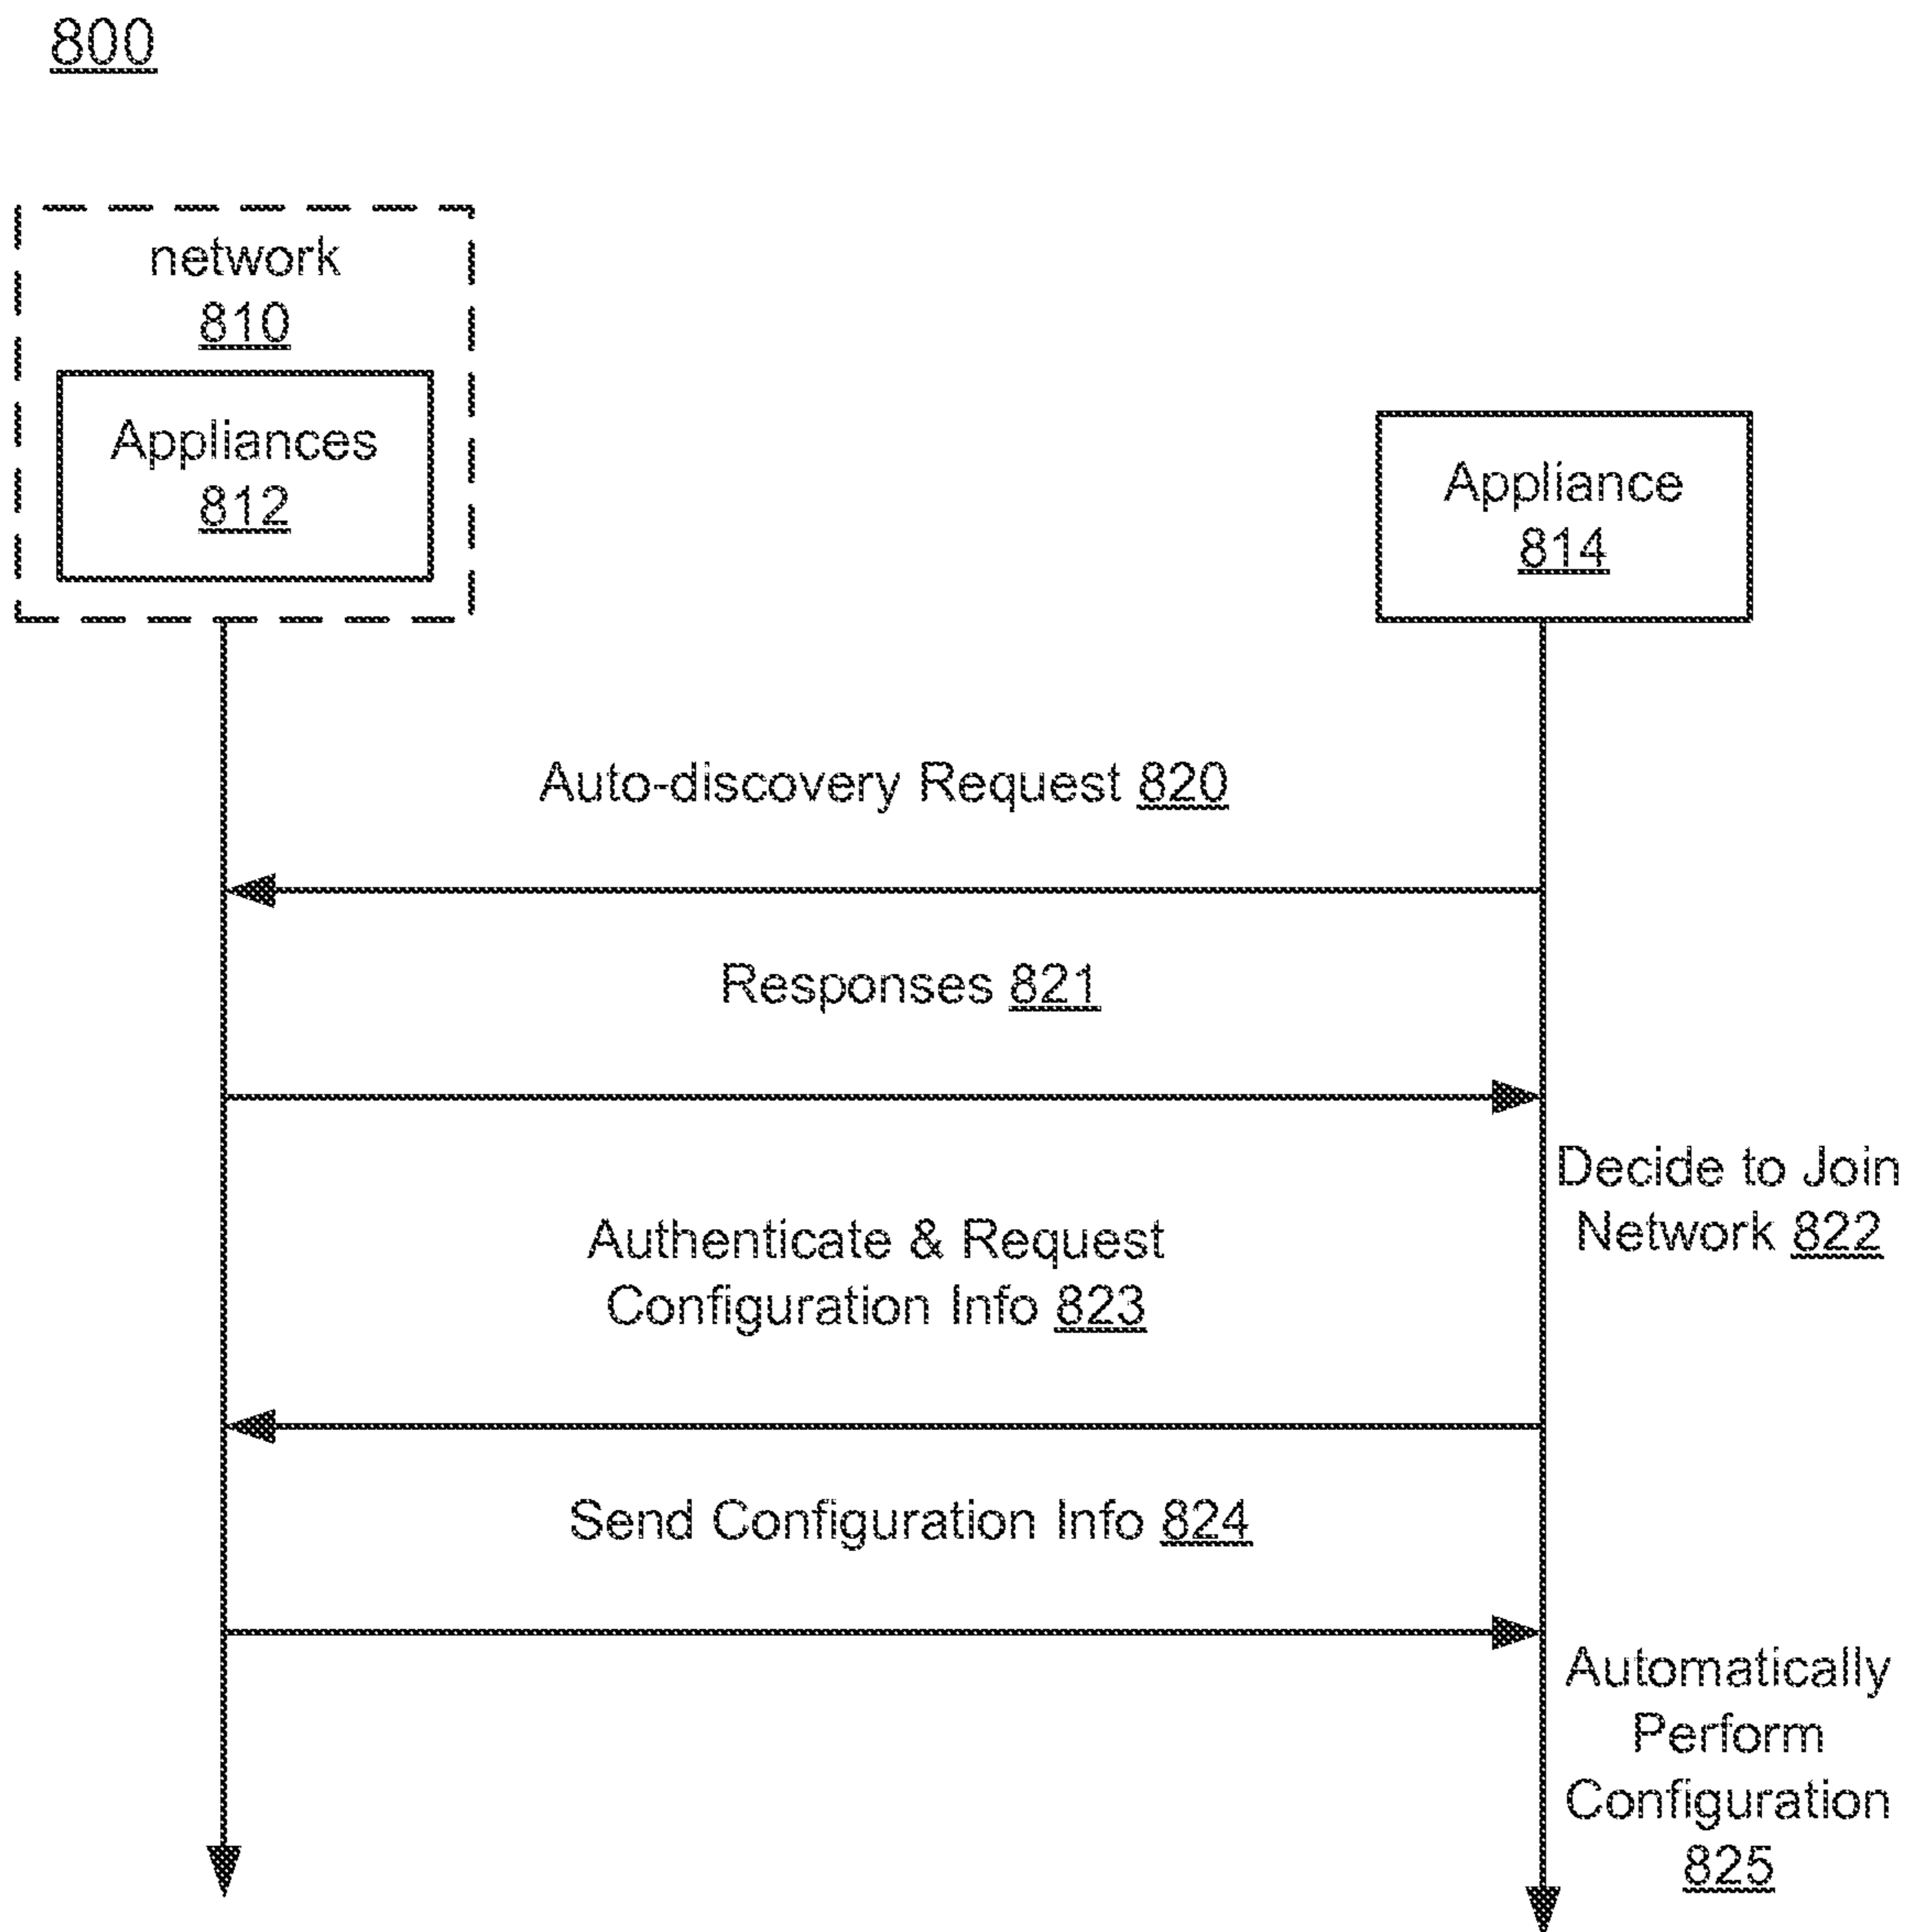 800
network
810
Appliances
812
Appliance
814
Auto-discovery Request 820
Responses 821
Decide to Join
Network 822
Authenticate & Request
Configuration Info 823
Send Configuration Info 824
Automatically
Perform
Configuration
825